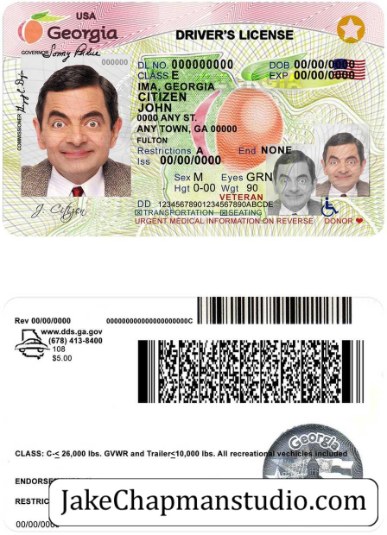 USA
Georgia
DRIVER'S LICENSE
GOVERNOR Sonny Perdue
000000
DL NO. 000000000 DOB 00/00/0000
CLASS E EXP 00/00/0000
IMA, GEORGIA
CITIZEN
JOHN
0000 ANY ST.
ANY TOWN, GA 00000
FULTON
Restrictions A End NONE
Iss 00/00/0000
COMMISSIONER
Sex M Eyes GRN
Hgt 0-00 Wgt 90
VETERAN
J. Citizen
DD 12345678901234567890ABCDE
TRANSPORTATION SEATING
URGENT MEDICAL INFORMATION ON REVERSE DONOR ❤
Rev 00/00/0000 000000000000000000000C
www.dds.ga.gov
(678) 413-8400
108
$5.00
CLASS: C-< 26,000 lbs. GVWR and Trailer≤10,000 lbs. All recreational vechicles included
Georgia
ENDORSE
RESTRIC
JakeChapmanstudio.com
00/00/0